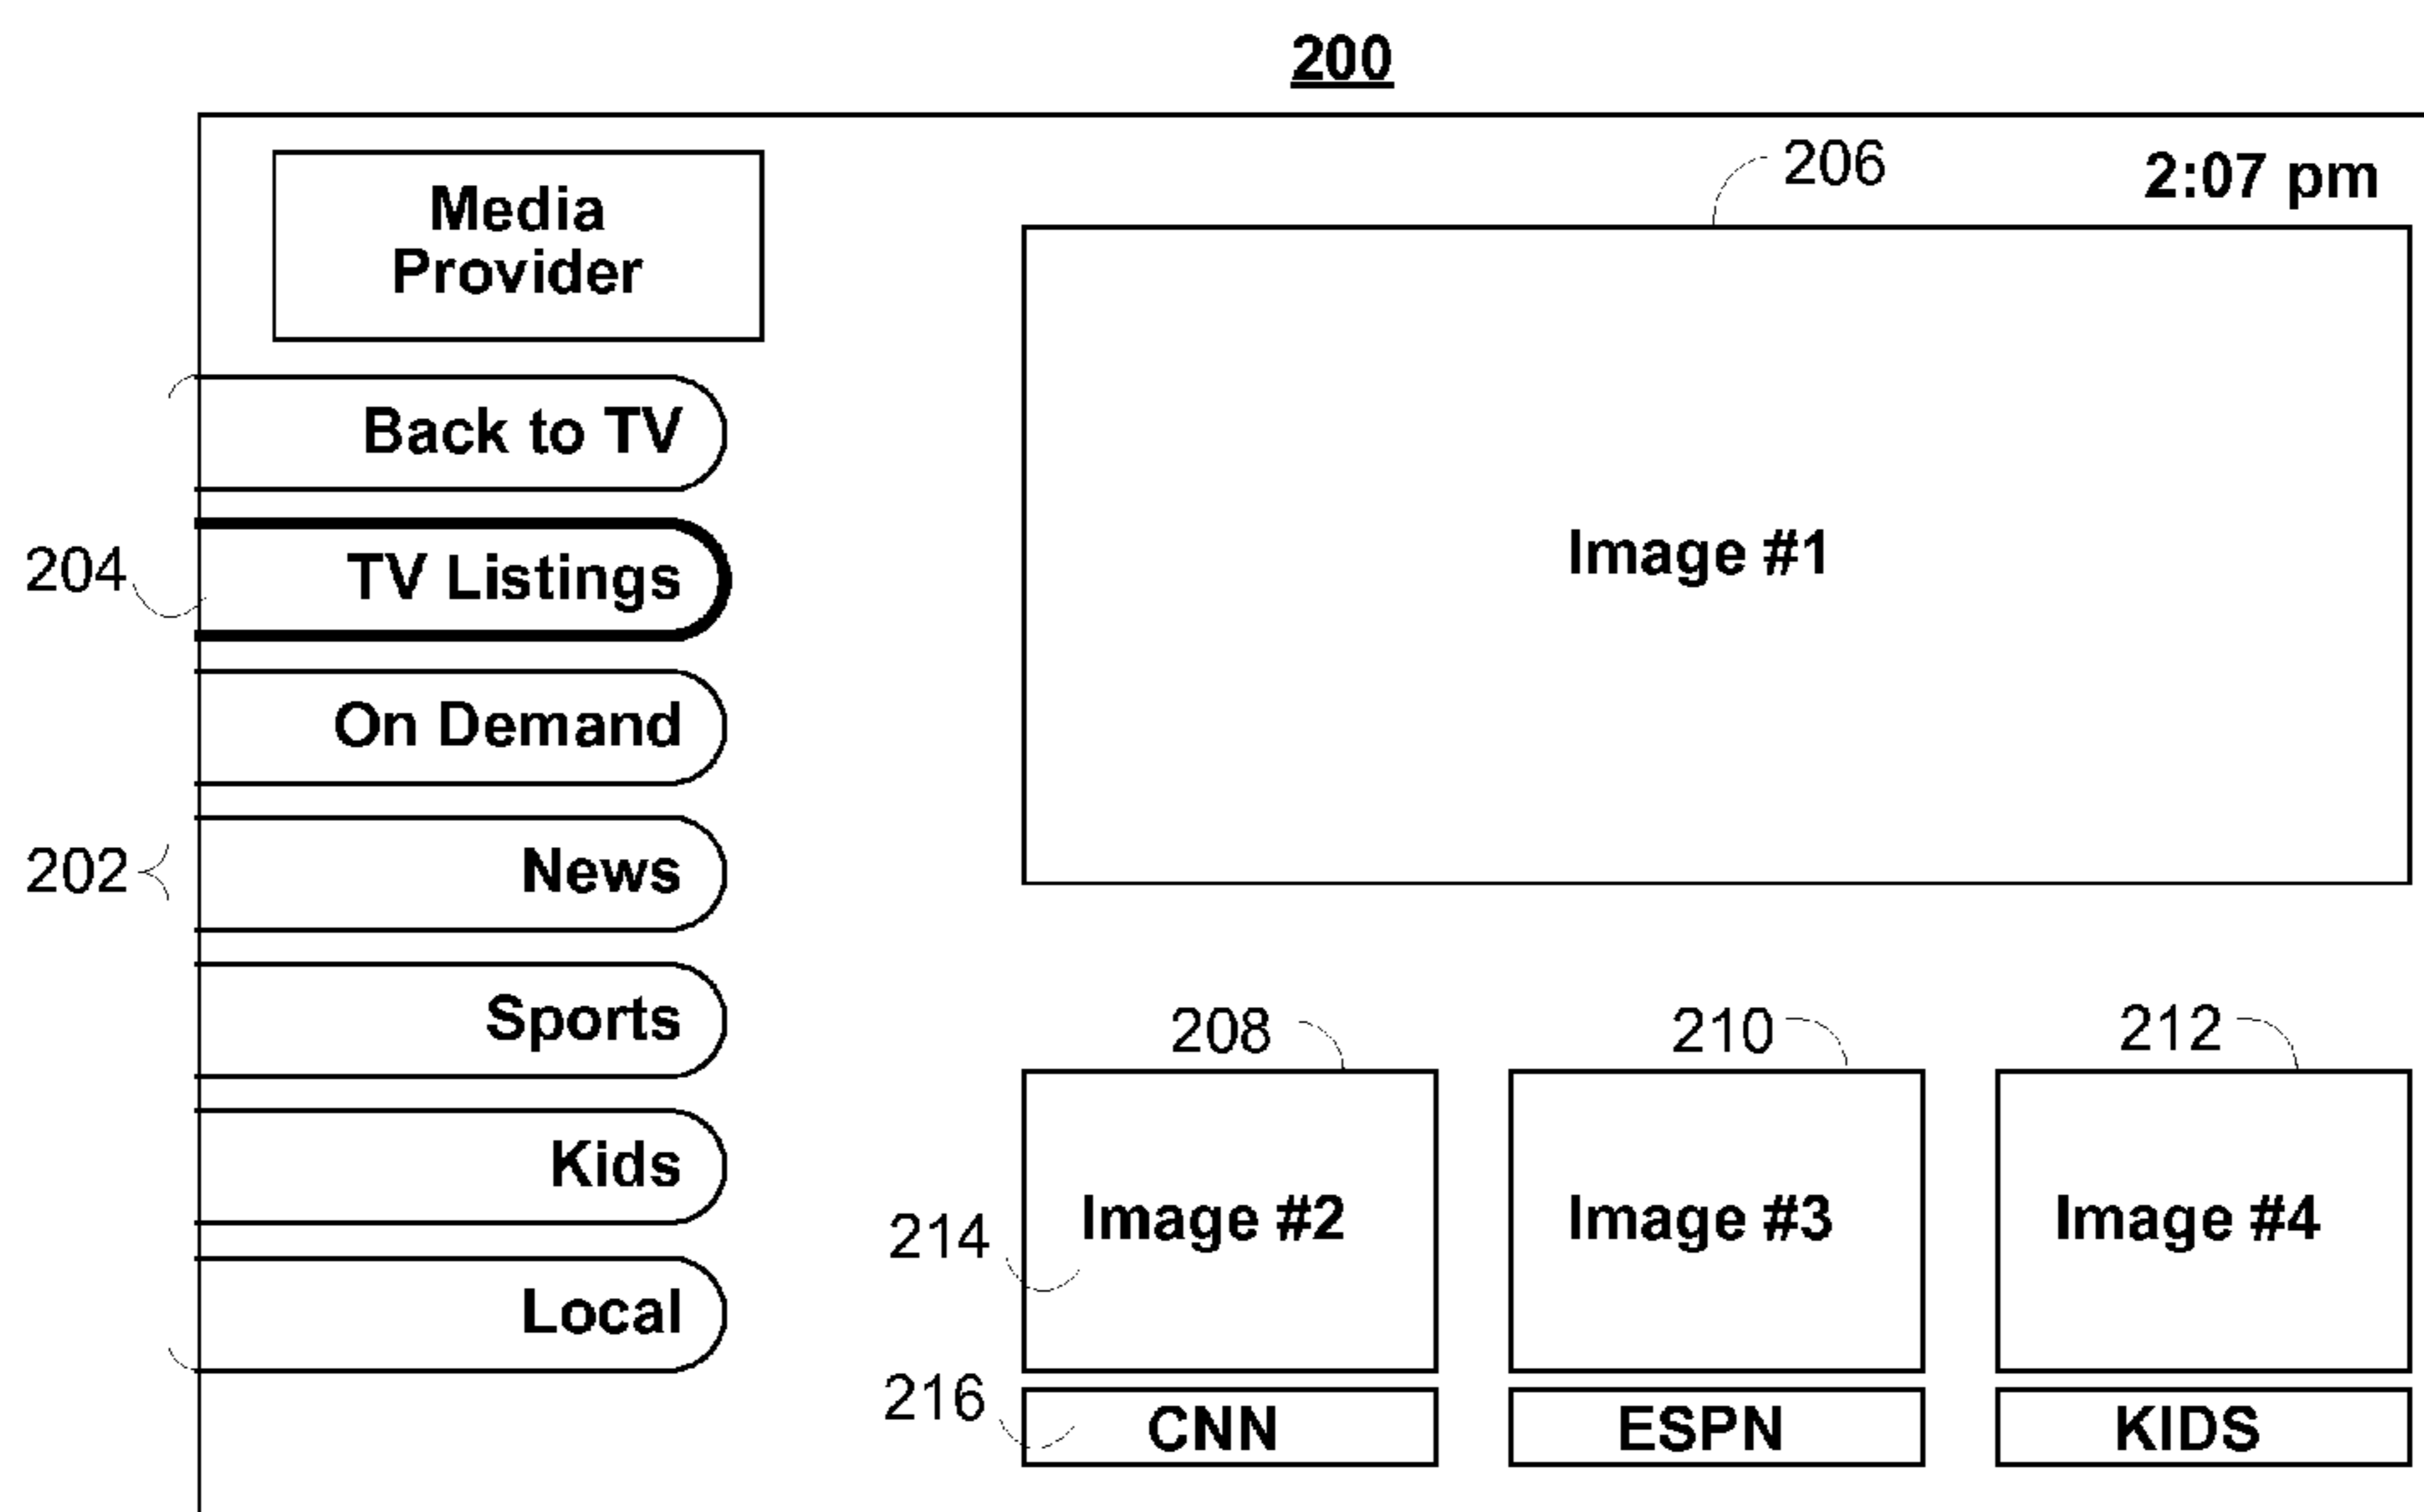 200
206
2:07 pm
Media
Provider
Back to TV
204
TV Listings
Image #1
On Demand
202
News
Sports
208
210
212
Kids
214
Image #2
Image #3
Image #4
Local
216
CNN
ESPN
KIDS